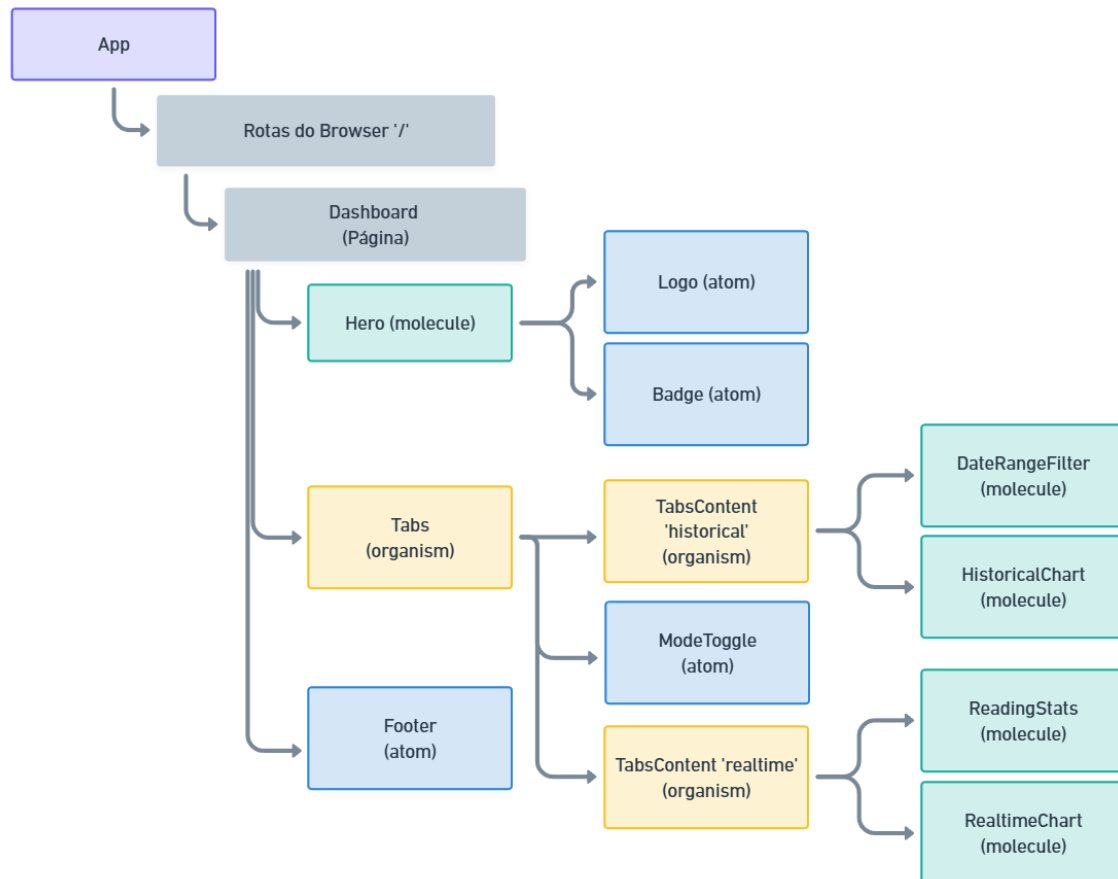 App
Rotas do Browser '/'
Dashboard
(Página)
Hero (molecule)
Logo (atom)
Badge (atom)
Tabs
(organism)
TabsContent
'historical'
(organism)
DateRangeFilter
(molecule)
HistoricalChart
(molecule)
ModeToggle
(atom)
TabsContent 'realtime'
(organism)
ReadingStats
(molecule)
RealtimeChart
(molecule)
Footer
(atom)